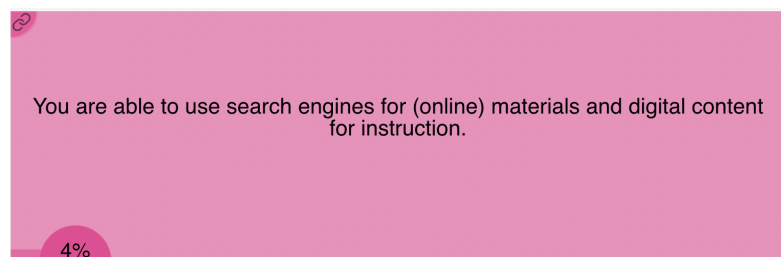 You are able to use search engines for (online) materials and digital content
for instruction.
4%